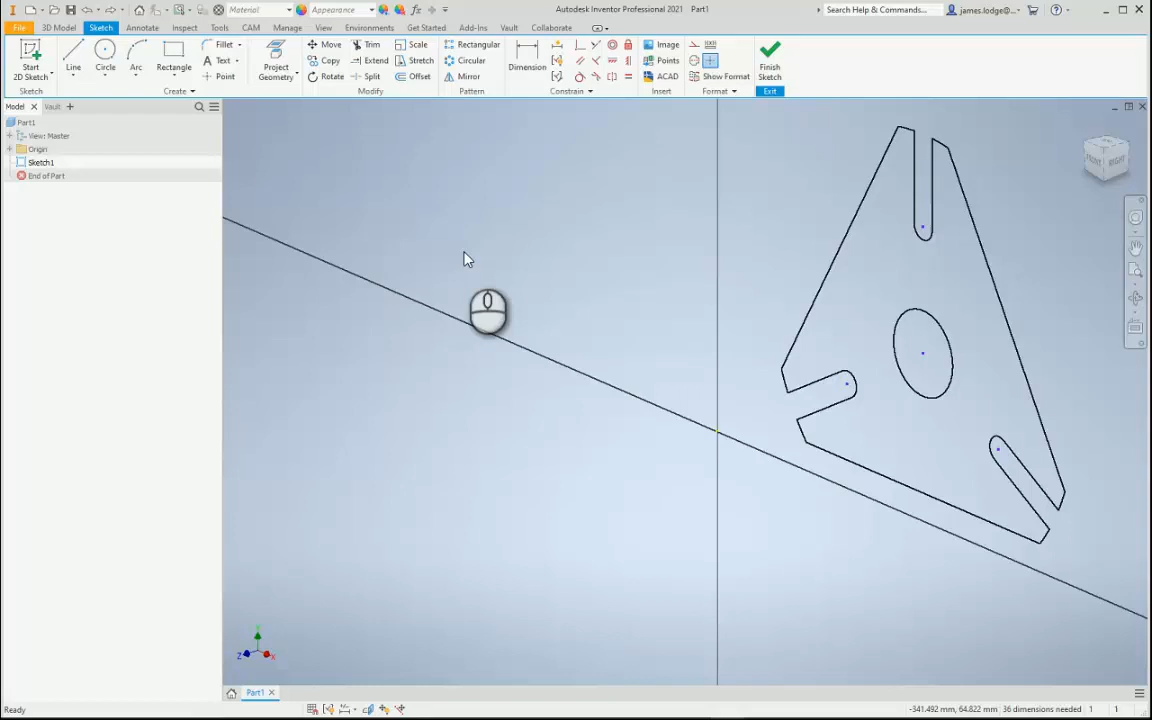 Material
Appearance
fx
Autodesk Inventor Professional 2021 Part1
Search Help & Commands...
james.lodge@...
File
3D Model
Sketch
Annotate
Inspect
Tools
CAM
Manage
View
Environments
Get Started
Add-Ins
Vault
Collaborate
Start
2D Sketch
Line
Circle
Arc
Rectangle
Fillet
Text
Point
Project
Geometry
Move
Copy
Rotate
Trim
Extend
Split
Scale
Stretch
Offset
Rectangular
Circular
Mirror
Dimension
Image
Points
ACAD
Show Format
Finish
Sketch
Sketch
Create
Modify
Pattern
Constrain
Insert
Format
Exit
Model
Vault
Part1
View: Master
Origin
Sketch1
End of Part
FRONT
RIGHT
Y
Z
X
Part1
Ready
-341.492 mm, 64.822 mm 36 dimensions needed 1 1